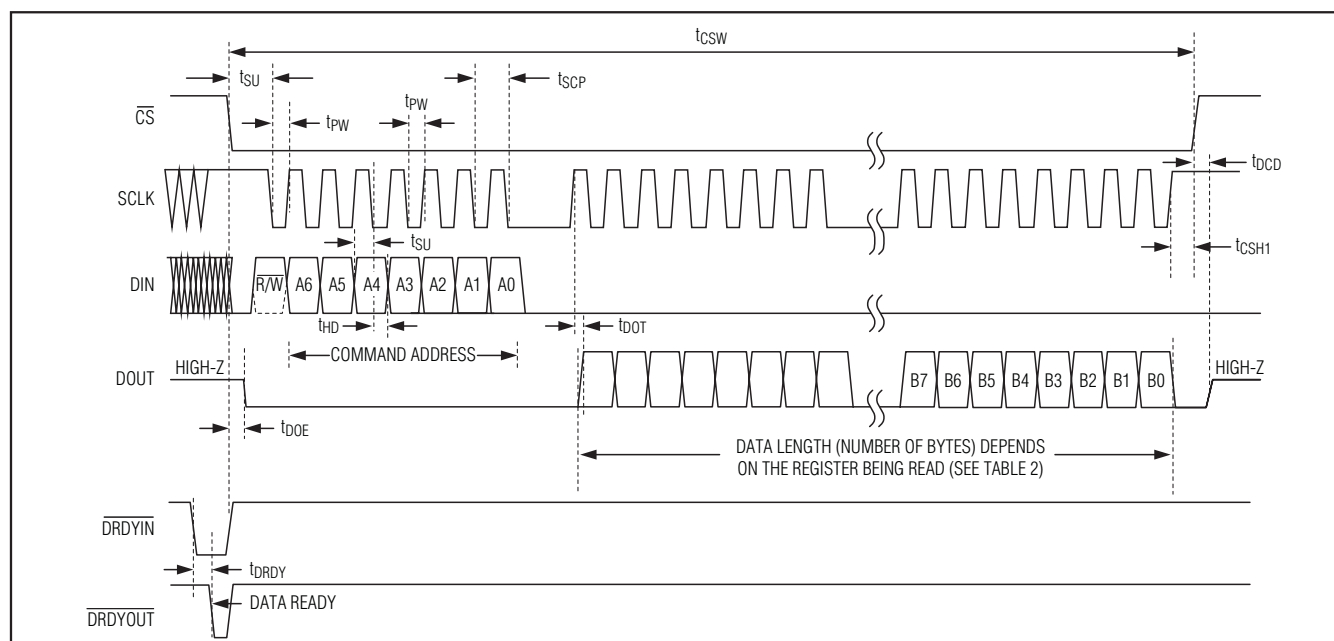 tCSW
tSU
tSCP
tPW
tPW
CS
tDCD
SCLK
tSU
tCSH1
DIN
R/W A6 A5 A4 A3 A2 A1 A0
tHD
tDOT
COMMAND ADDRESS
HIGH-Z
HIGH-Z
DOUT
B7 B6 B5 B4 B3 B2 B1 B0
tDOE
DATA LENGTH (NUMBER OF BYTES) DEPENDS
ON THE REGISTER BEING READ (SEE TABLE 2)
DRDYIN
tDRDY
DATA READY
DRDYOUT